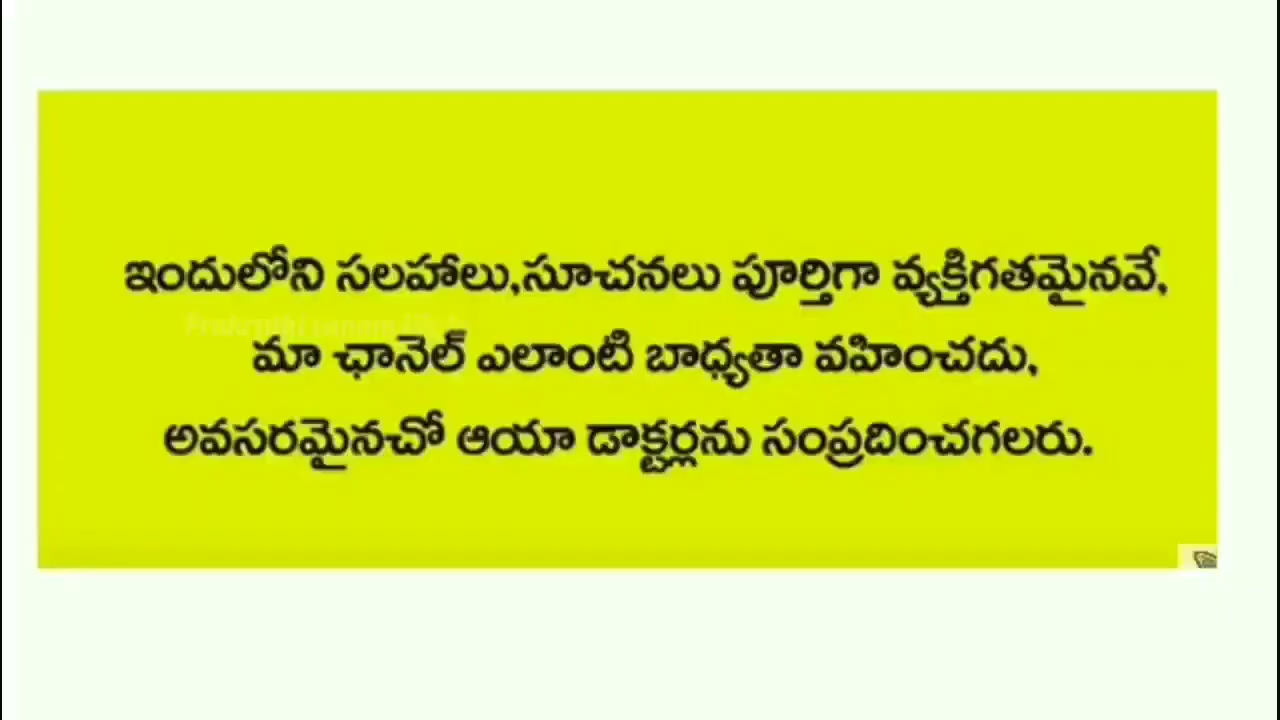 ఇందులోని సలహాలు,సూచనలు పూర్తిగా వ్యక్తిగతమైనవే,
మా ఛానెల్ ఎలాంటి బాధ్యతా వహించదు,
అవసరమైనచో ఆయా డాక్టర్లను సంప్రదించగలరు.